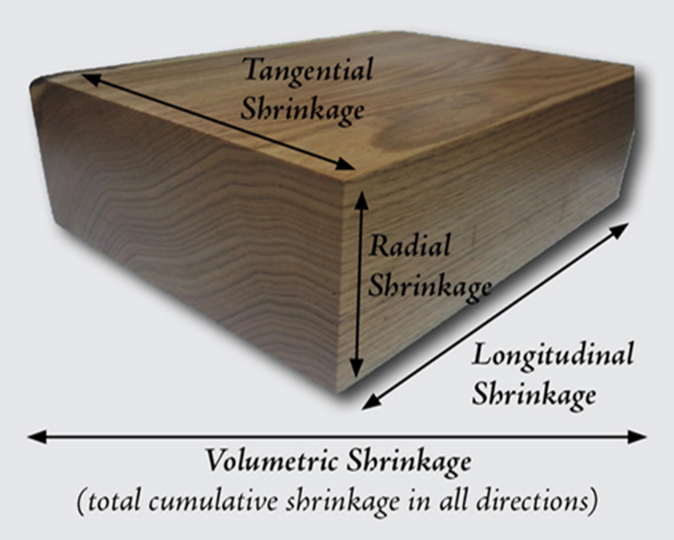 Tangential
Shrinkage
Radial
Shrinkage
Longitudinal
Shrinkage
Volumetric Shrinkage
(total cumulative shrinkage in all directions)